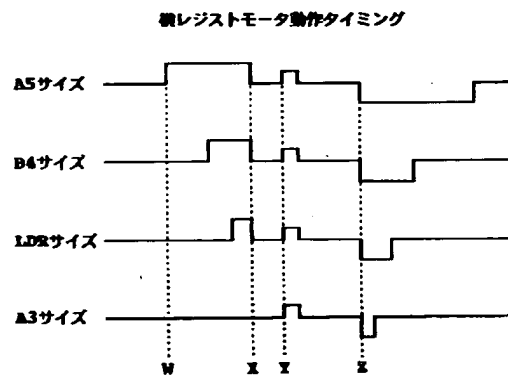 横レジストモータ動作タイミング
A5サイズ
B4サイズ
LDRサイズ
A3サイズ
W X Y Z